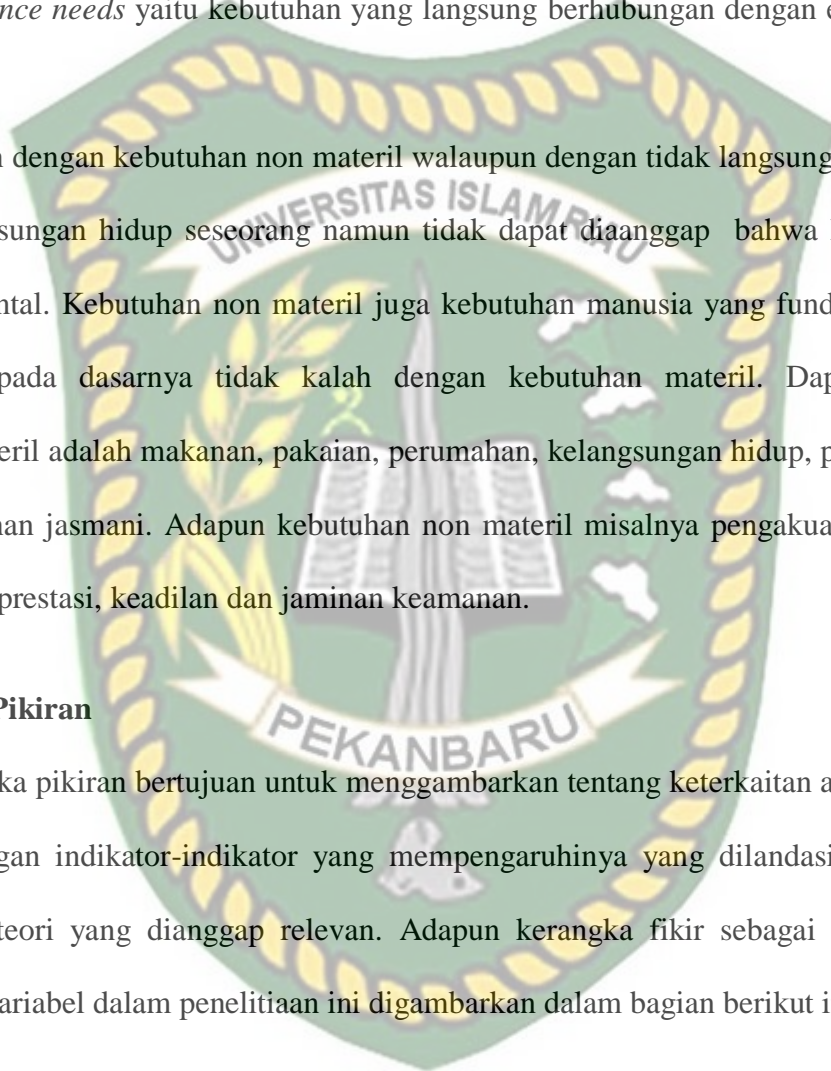 ence needs yaitu kebutuhan yang langsung berhubungan dengan e
dengan kebutuhan non materil walaupun dengan tidak langsung
UNIVERSITAS ISLAM RIAU
sungan hidup seseorang namun tidak dapat diaanggap bahwa
ntal. Kebutuhan non materil juga kebutuhan manusia yang fund
pada dasarnya tidak kalah dengan kebutuhan materil. Dap
eril adalah makanan, pakaian, perumahan, kelangsungan hidup, p
an jasmani. Adapun kebutuhan non materil misalnya pengakua
prestasi, keadilan dan jaminan keamanan.
Pikiran
PEKANBARU
ka pikiran bertujuan untuk menggambarkan tentang keterkaitan a
gan indikator-indikator yang mempengaruhinya yang dilandasi
teori yang dianggap relevan. Adapun kerangka fikir sebagai
ariabel dalam penelitiaan ini digambarkan dalam bagian berikut i